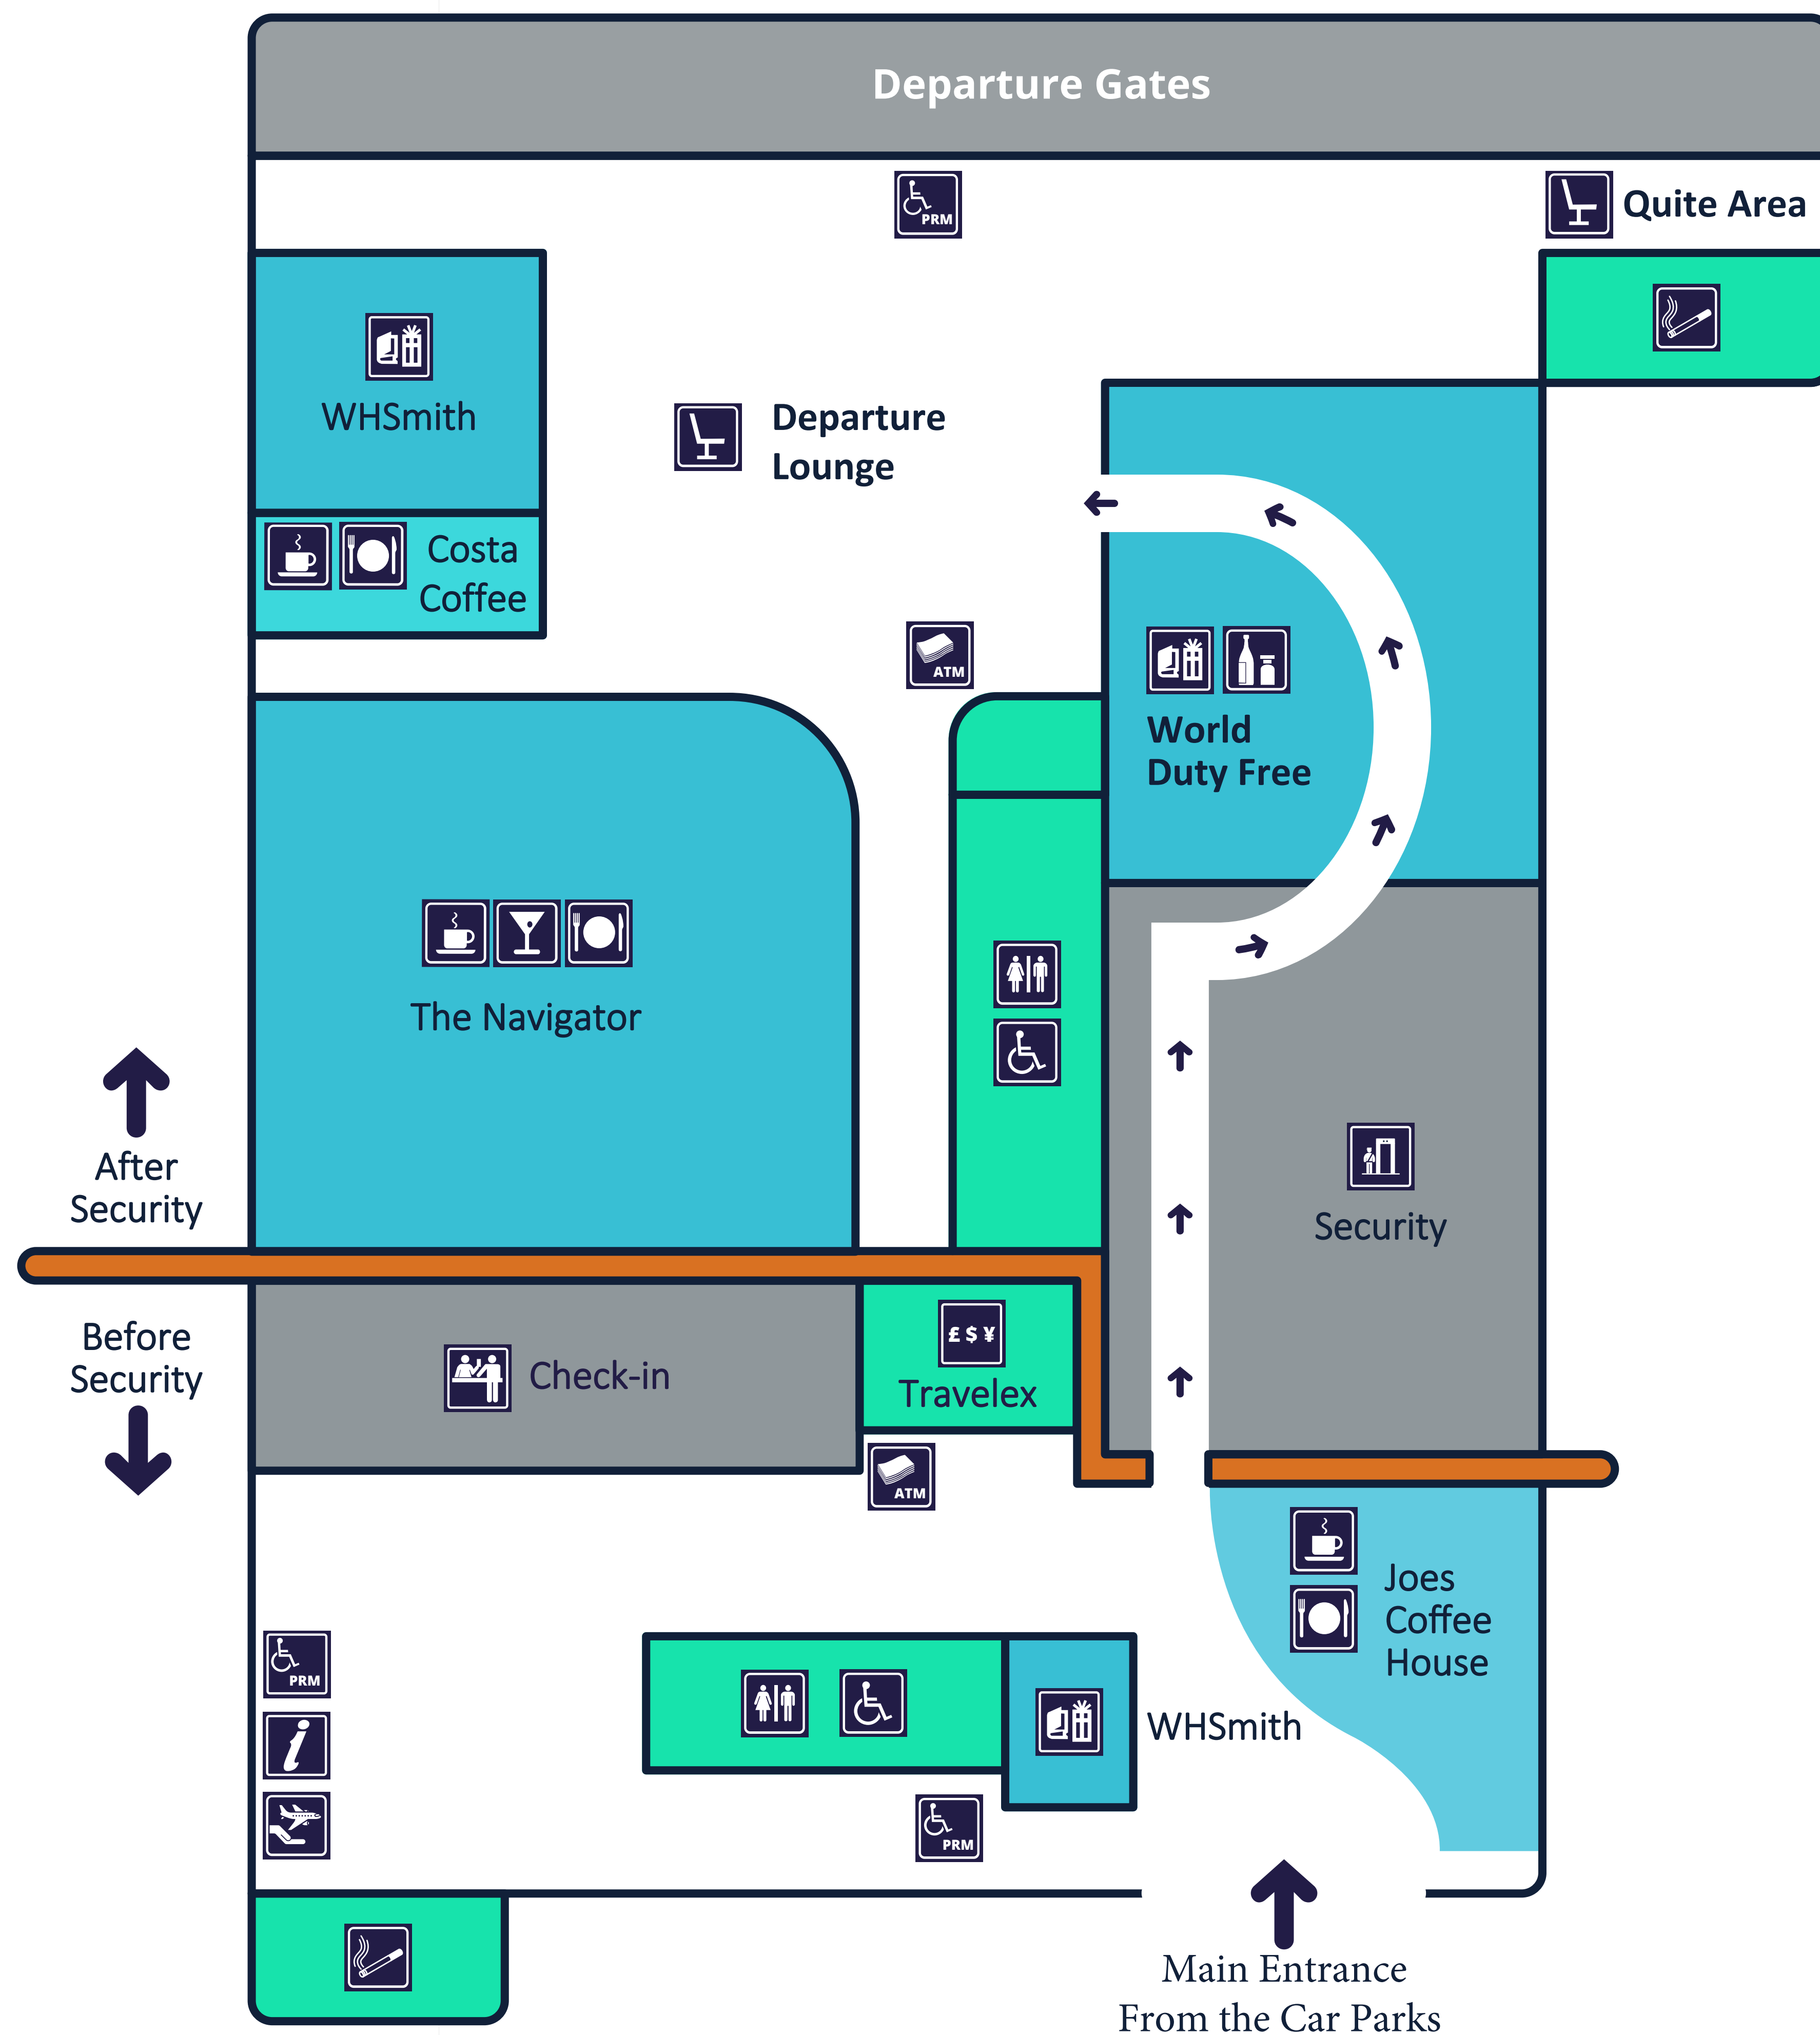 Departure Gates
PRM
Quite Area
WHSmith
Departure
Lounge
Costa
Coffee
ATM
World
Duty Free
The Navigator
After
Security
Security
Before
Security
Check-in
£ $ ¥
Travelex
ATM
Joes
Coffee
House
PRM
i
WHSmith
PRM
Main Entrance
From the Car Parks